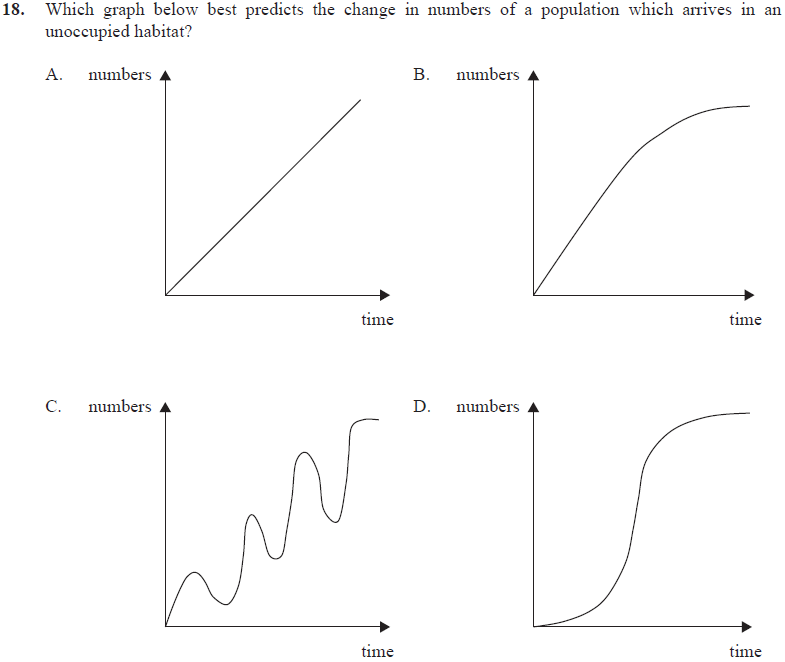 18. Which graph below best predicts the change in numbers of a population which arrives in an
unoccupied habitat?
A. numbers
B. numbers
time
time
C. numbers
D. numbers
time
time